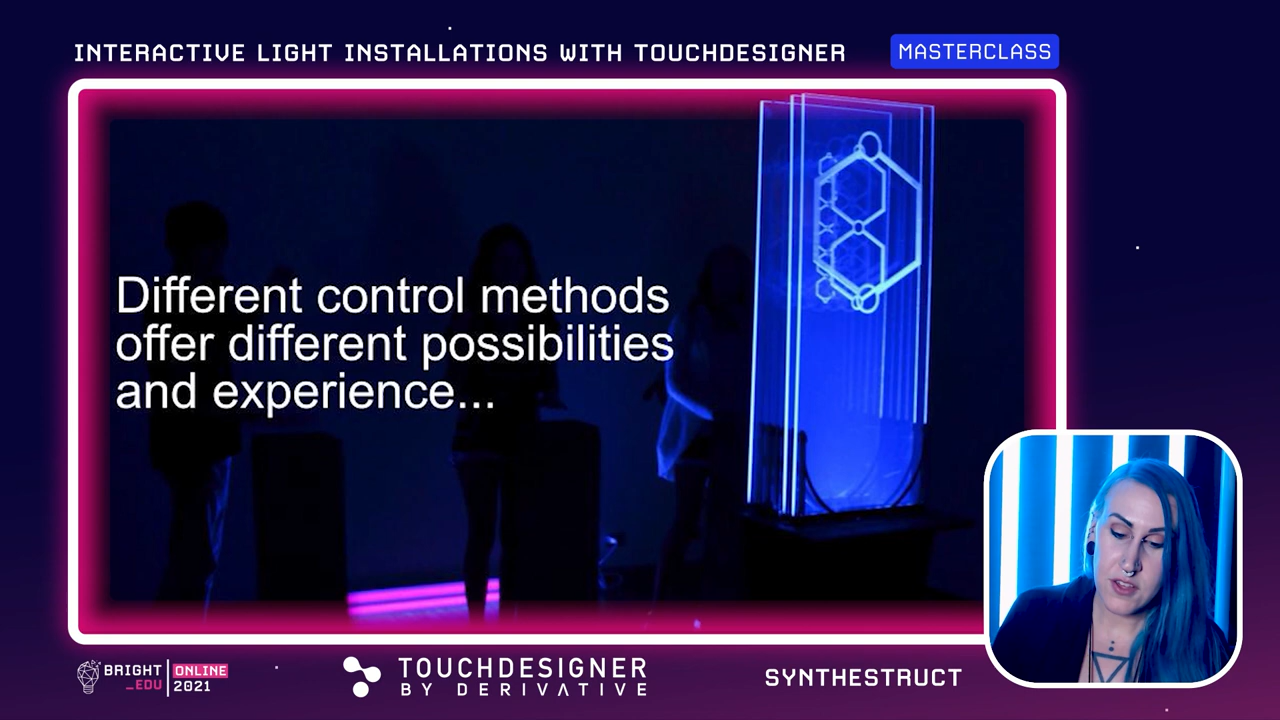 INTERACTIVE LIGHT INSTALLATIONS WITH TOUCHDESIGNER
MASTERCLASS
Different control methods
offer different possibilities
and experience...
BRIGHT
_EDU
ONLINE
2021
TOUCHDESIGNER
BY DERIVATIVE
SYNTHESTRUCT